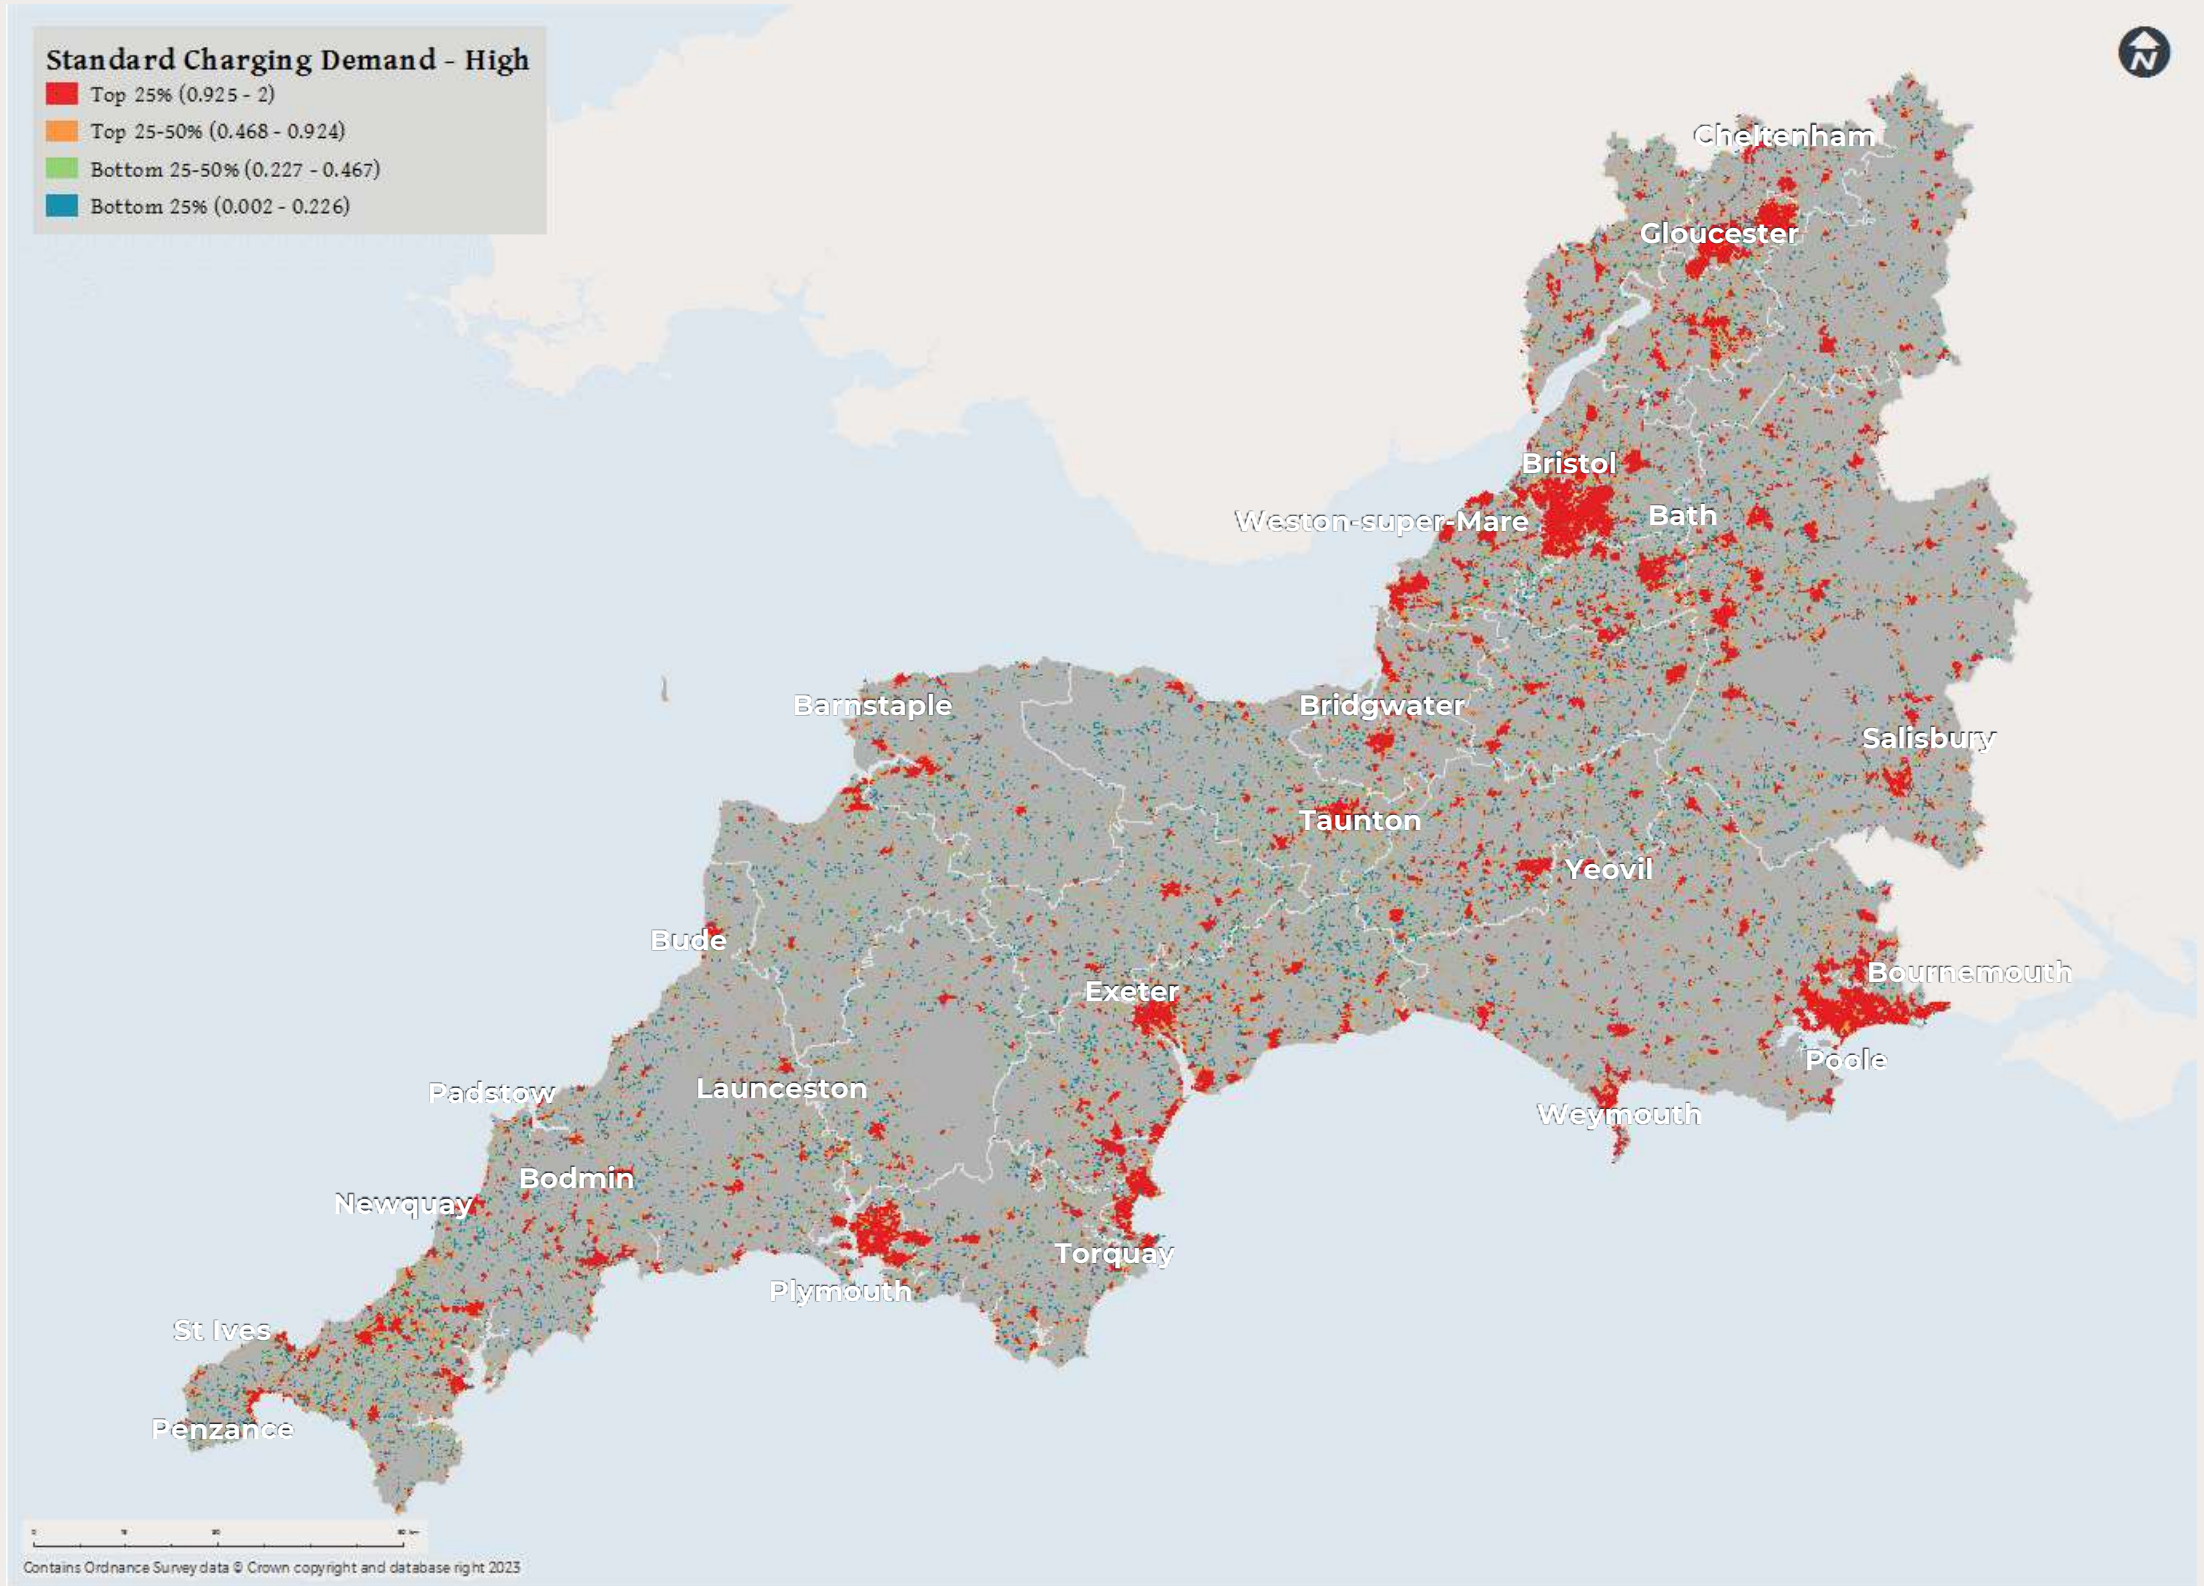 Standard Charging Demand - High
Top 25% (0.925 - 2)
Top 25-50% (0.468 - 0.924)
Bottom 25-50% (0.227 - 0.467)
Bottom 25% (0.002 - 0.226)
N
Cheltenham
Gloucester
Bristol
Weston-super-Mare
Bath
Barnstaple
Bridgwater
Salisbury
Taunton
Yeovil
Bude
Bournemouth
Exeter
Poole
Launceston
Padstow
Weymouth
Bodmin
Newquay
Torquay
Plymouth
St Ives
Penzance
Contains Ordnance Survey data © Crown copyright and database right 2023